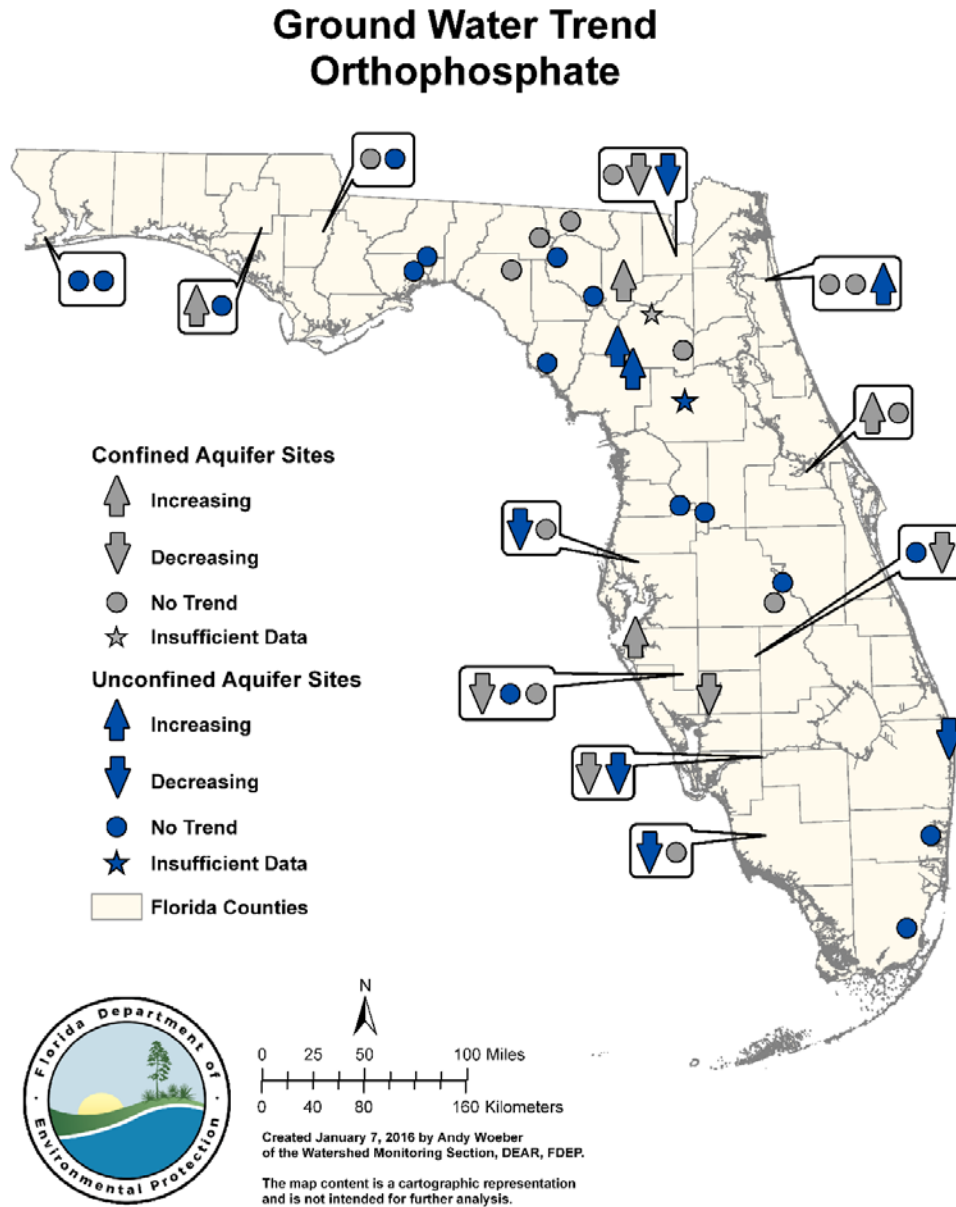 Ground Water Trend
Orthophosphate
Confined Aquifer Sites
Increasing
Decreasing
No Trend
Insufficient Data
Unconfined Aquifer Sites
Increasing
Decreasing
No Trend
Insufficient Data
Florida Counties
Florida Department of
Environmental Protection
N
0 25 50 100 Miles
0 40 80 160 Kilometers
Created January 7, 2016 by Andy Woeber
of the Watershed Monitoring Section, DEAR, FDEP.
The map content is a cartographic representation
and is not intended for further analysis.